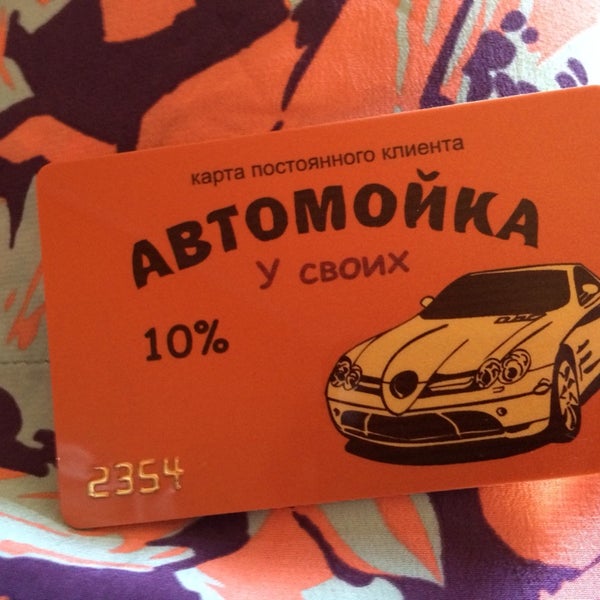 карта постоянного клиента
АВТОМОЙКА
У СВОИХ
10%
2354